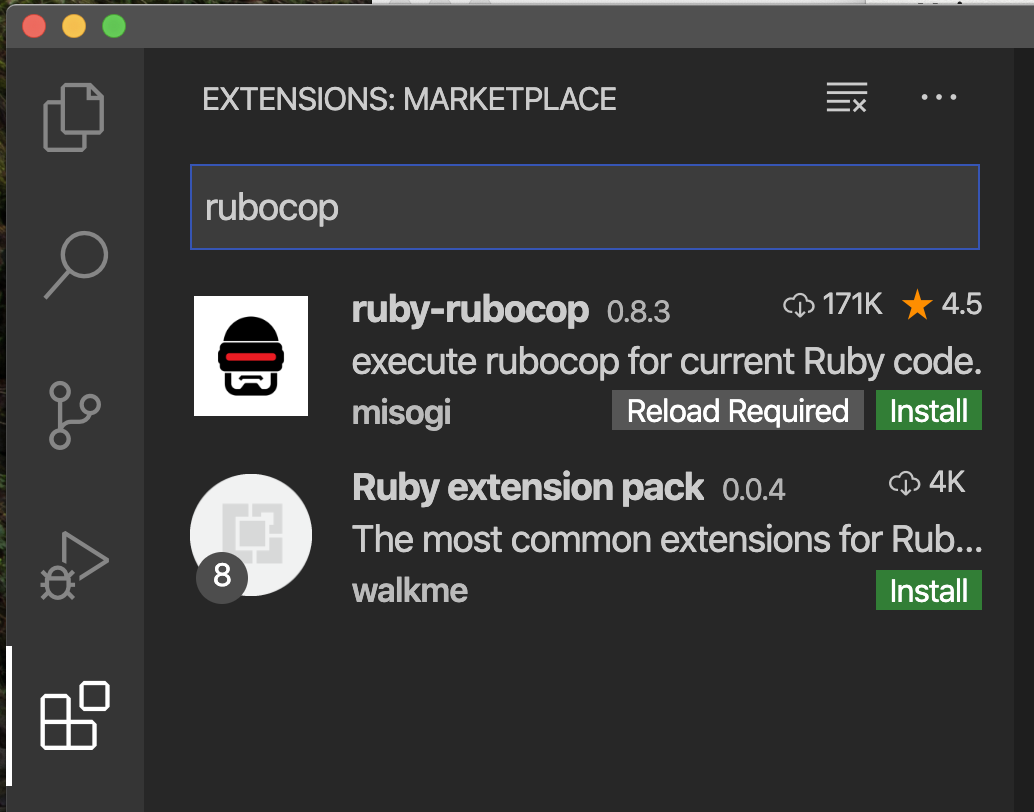 EXTENSIONS: MARKETPLACE
rubocop
ruby-rubocop 0.8.3 171K 4.5
execute rubocop for current Ruby code.
misogi Reload Required Install
Ruby extension pack 0.0.4 4K
The most common extensions for Rub...
8 walkme Install